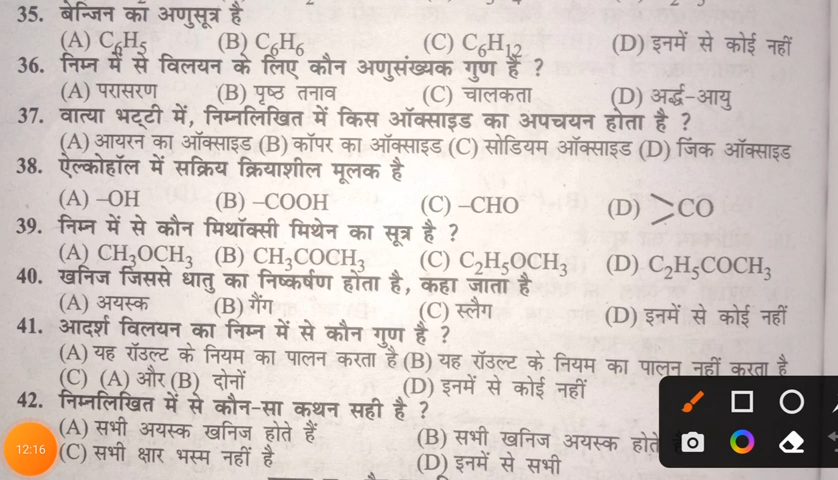 35. बेन्जिन का अणुसूत्र है
(A) C₆H₅ (B) C₆H₆ (C) C₆H₁₂ (D) इनमें से कोई नहीं
36. निम्न में से विलयन के लिए कौन अणुसंख्यक गुण है ?
(A) परासरण (B) पृष्ठ तनाव (C) चालकता (D) अर्द्ध-आयु
37. वात्या भट्टी में, निम्नलिखित में किस ऑक्साइड का अपचयन होता है ?
(A) आयरन का ऑक्साइड (B) कॉपर का ऑक्साइड (C) सोडियम ऑक्साइड (D) जिंक ऑक्साइड
38. ऐल्कोहॉल में सक्रिय क्रियाशील मूलक है
(A) –OH (B) –COOH (C) –CHO (D) >CO
39. निम्न में से कौन मिथॉक्सी मिथेन का सूत्र है ?
(A) CH₃OCH₃ (B) CH₃COCH₃ (C) C₂H₅OCH₃ (D) C₂H₅COCH₃
40. खनिज जिससे धातु का निष्कर्षण होता है, कहा जाता है
(A) अयस्क (B) गैंग (C) स्लैग (D) इनमें से कोई नहीं
41. आदर्श विलयन का निम्न में से कौन गुण है ?
(A) यह रॉउल्ट के नियम का पालन करता है (B) यह रॉउल्ट के नियम का पालन नहीं करता है
(C) (A) और (B) दोनों (D) इनमें से कोई नहीं
42. निम्नलिखित में से कौन-सा कथन सही है ?
(A) सभी अयस्क खनिज होते हैं (B) सभी खनिज अयस्क होते
12:16
(C) सभी क्षार भस्म नहीं है (D) इनमें से सभी